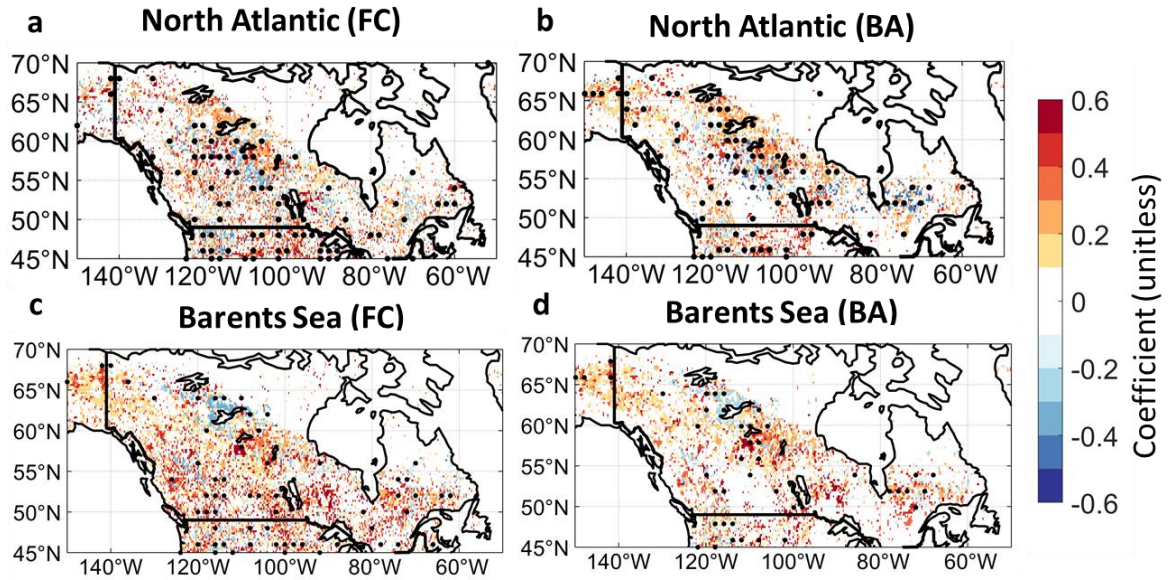 a
North Atlantic (FC)
b
North Atlantic (BA)
70°N
65°N
60°N
55°N
50°N
45°N
140°W 120°W 100°W 80°W 60°W
70°N
65°N
60°N
55°N
50°N
45°N
140°W 120°W 100°W 80°W 60°W
c
Barents Sea (FC)
d
Barents Sea (BA)
70°N
65°N
60°N
55°N
50°N
45°N
140°W 120°W 100°W 80°W 60°W
70°N
65°N
60°N
55°N
50°N
45°N
140°W 120°W 100°W 80°W 60°W
0.6
0.4
0.2
0
-0.2
-0.4
-0.6
Coefficient (unitless)